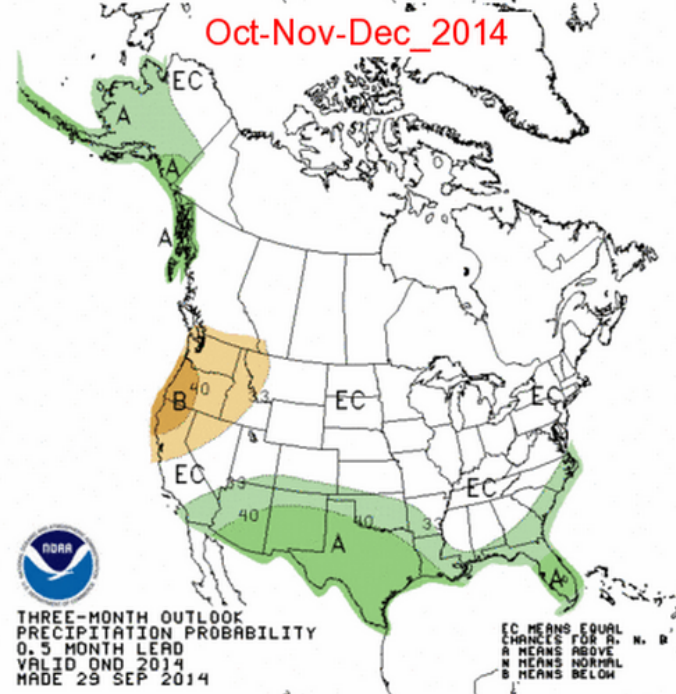 Oct-Nov-Dec_2014
EC
A
A
A
B
40
33
EC
EC
EC
EC
33
40
40
33
A
A
NOAA
THREE-MONTH OUTLOOK
PRECIPITATION PROBABILITY
0.5 MONTH LEAD
VALID OND 2014
MADE 29 SEP 2014
EC MEANS EQUAL
CHANCES FOR A, N, B
A MEANS ABOVE
N MEANS NORMAL
B MEANS BELOW